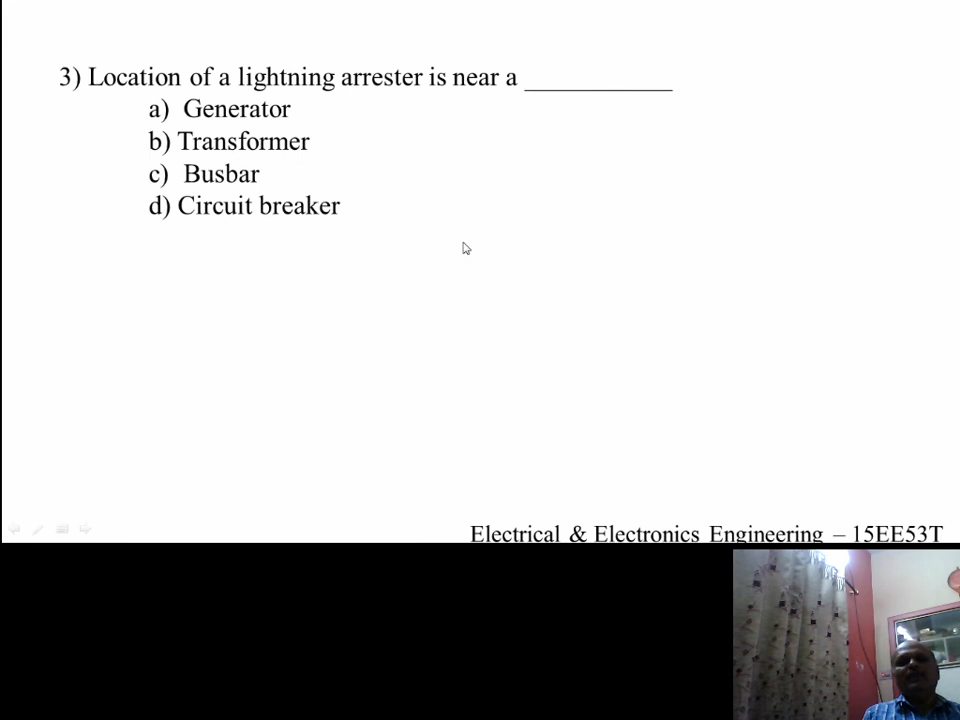 3) Location of a lightning arrester is near a ___________
a) Generator
b) Transformer
c) Busbar
d) Circuit breaker
Electrical & Electronics Engineering – 15EE53T